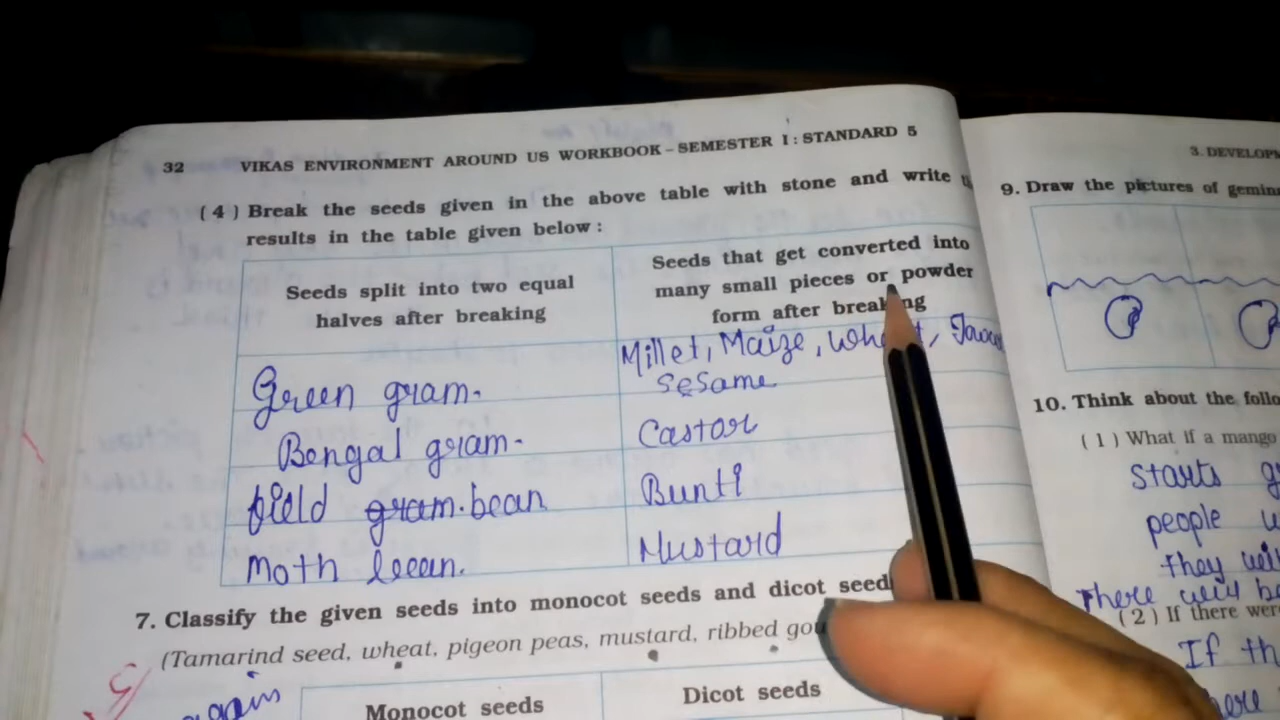 32 VIKAS ENVIRONMENT AROUND US WORKBOOK – SEMESTER I : STANDARD 5
( 4 ) Break the seeds given in the above table with stone and write
results in the table given below :
Seeds split into two equal
halves after breaking
Seeds that get converted into
many small pieces or powder
form after breaking
Millet, Maize,
Sesame
Green gram.
Castor
Bengal gram.
Bunti
field gram. bean
Mustard
Moth bean.
7. Classify the given seeds into monocot seeds and dicot
(Tamarind seed, wheat, pigeon peas, mustard, ribbed
Monocot seeds
Dicot seeds
3.
9. Draw the pictures of
10. Think about the
( 1 ) What if a mango
starts
people
they
There will
( 2 ) If there
If